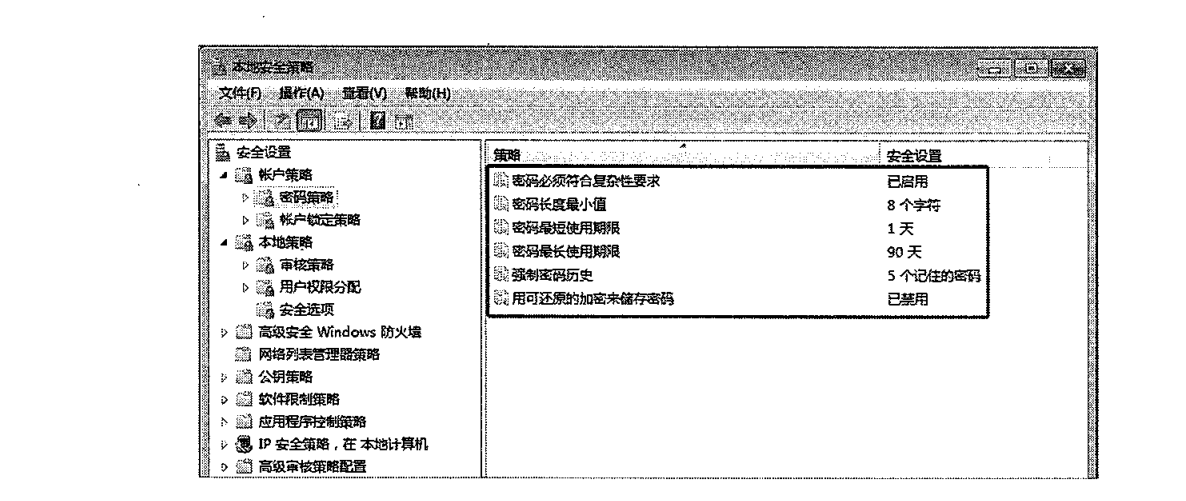 本地安全策略
文件(F) 操作(A) 查看(V) 帮助(H)
安全设置
帐户策略
密码策略
帐户锁定策略
本地策略
审核策略
用户权限分配
安全选项
高级安全 Windows 防火墙
网络列表管理器策略
公钥策略
软件限制策略
应用程序控制策略
IP 安全策略，在 本地计算机
高级审核策略配置
策略 安全设置
密码必须符合复杂性要求 已启用
密码长度最小值 8 个字符
密码最短使用期限 1 天
密码最长使用期限 90 天
强制密码历史 5 个记住的密码
用可还原的加密来储存密码 已禁用